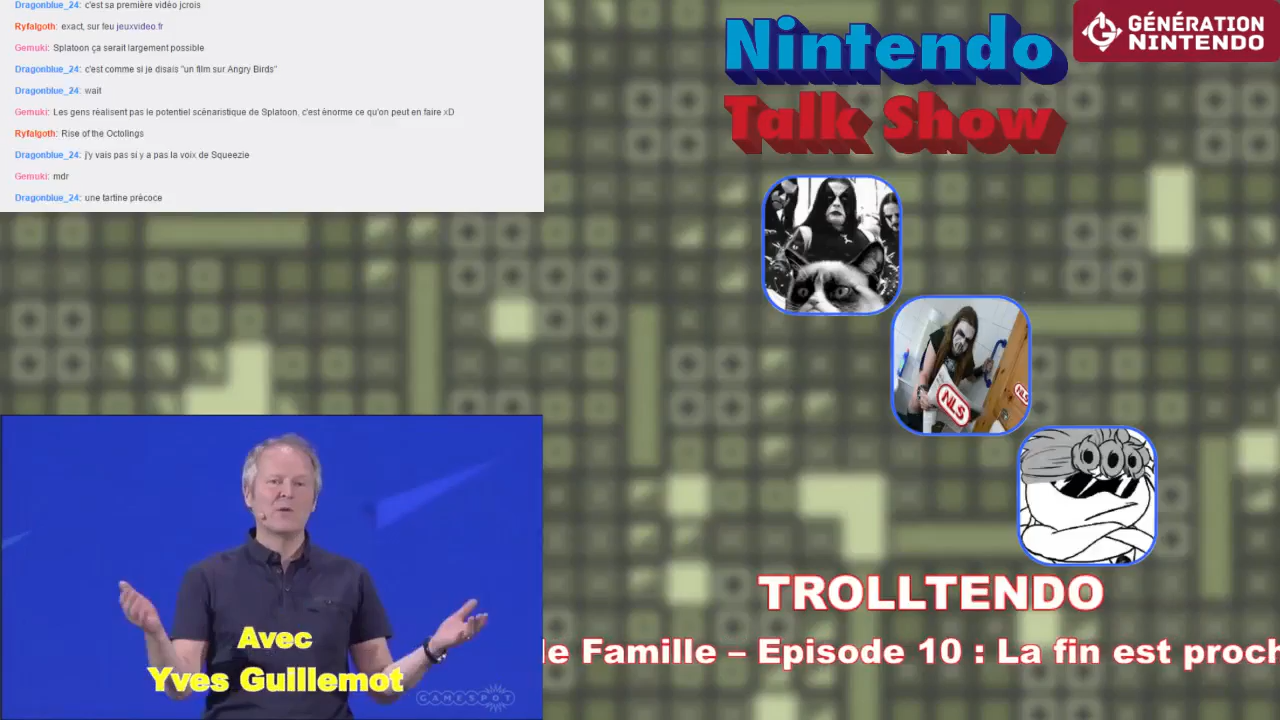 Dragonblue_24: c'est sa première vidéo jcrois
Ryfalgoth: exact, sur feu jeuxvideo.fr
Gemuki: Splatoon ça serait largement possible
Dragonblue_24: c'est comme si je disais "un film sur Angry Birds"
Dragonblue_24: wait
Gemuki: Les gens réalisent pas le potentiel scénaristique de Splatoon, c'est énorme ce qu'on peut en faire xD
Ryfalgoth: Rise of the Octolings
Dragonblue_24: j'y vais pas si y a pas la voix de Squeezie
Gemuki: mdr
Dragonblue_24: une tartine précoce
Nintendo
Talk Show
GÉNÉRATION
NINTENDO
NLS
NLS
TROLLTENDO
le Famille – Episode 10 : La fin est proch
Avec
Yves Guillemot
GAMESPOT